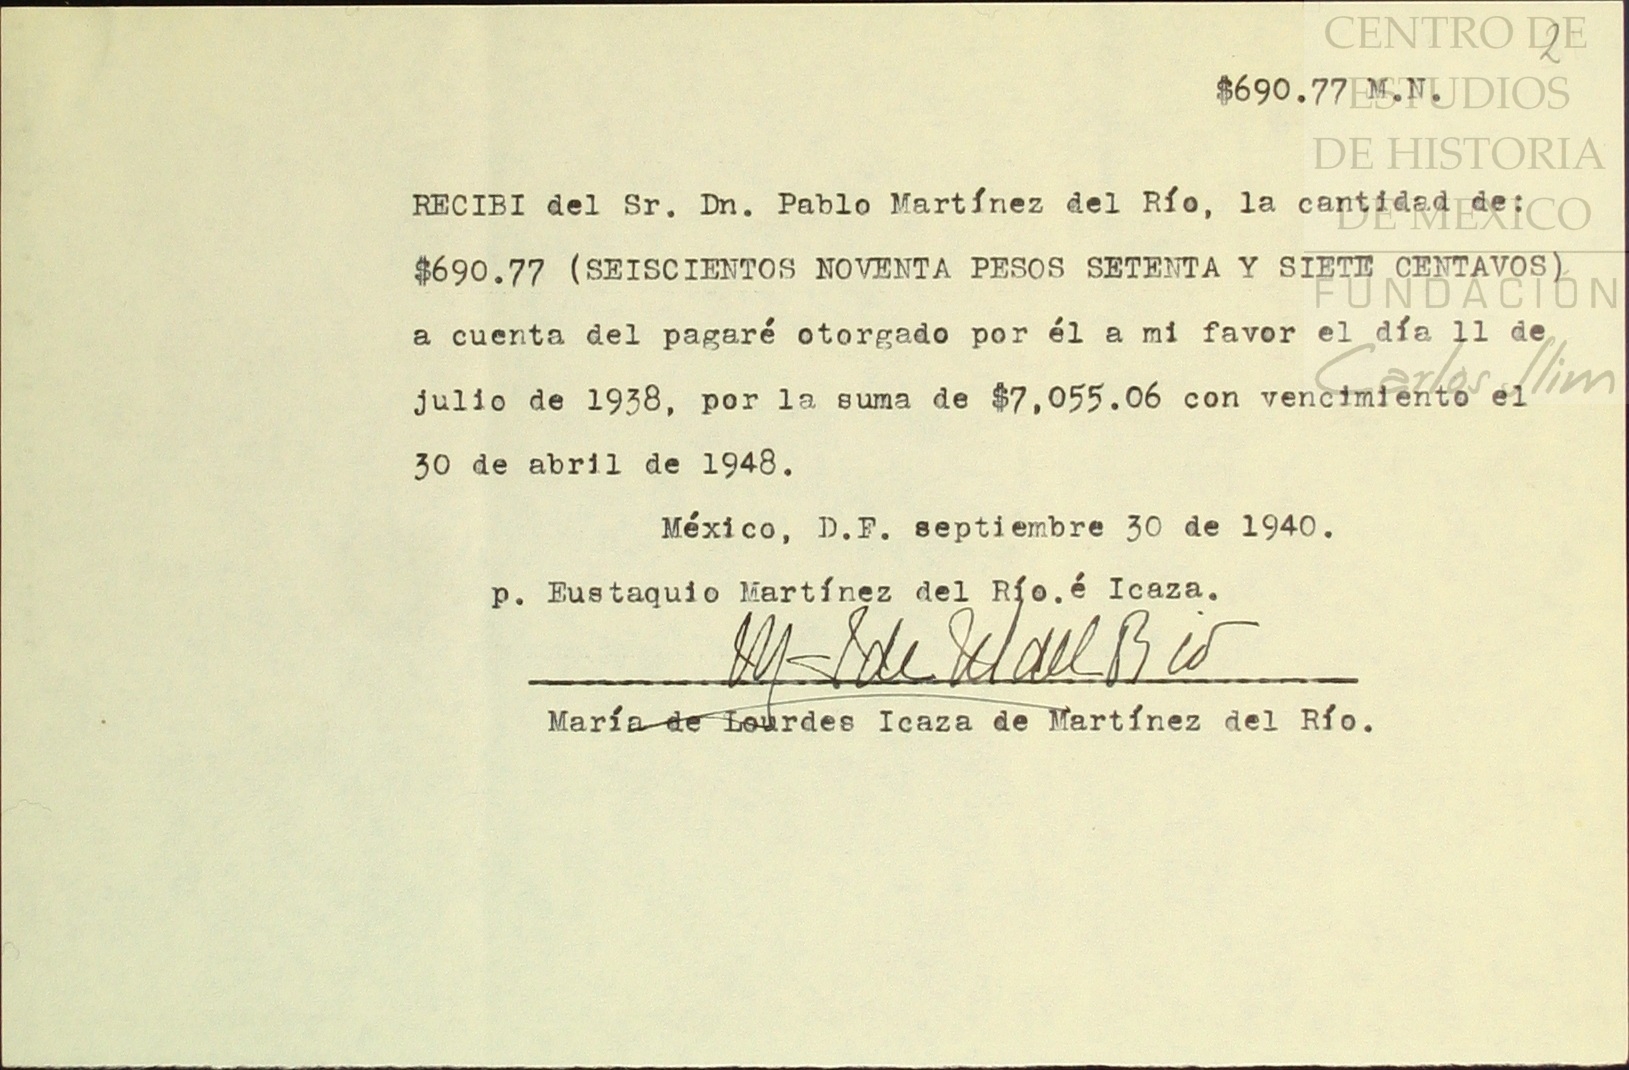 CENTRO DE
2
ESTUDIOS
$690.77 M.N.
DE HISTORIA
DE MEXICO
FUNDACION
Carlos Slim
RECIBI del Sr. Dn. Pablo Martínez del Río, la cantidad de:
$690.77 (SEISCIENTOS NOVENTA PESOS SETENTA Y SIETE CENTAVOS)
a cuenta del pagaré otorgado por él a mi favor el día 11 de
julio de 1938, por la suma de $7,055.06 con vencimiento el
30 de abril de 1948.
México, D.F. septiembre 30 de 1940.
p. Eustaquio Martínez del Río.é Icaza.
del Rio
María de Lourdes Icaza de Martínez del Río.